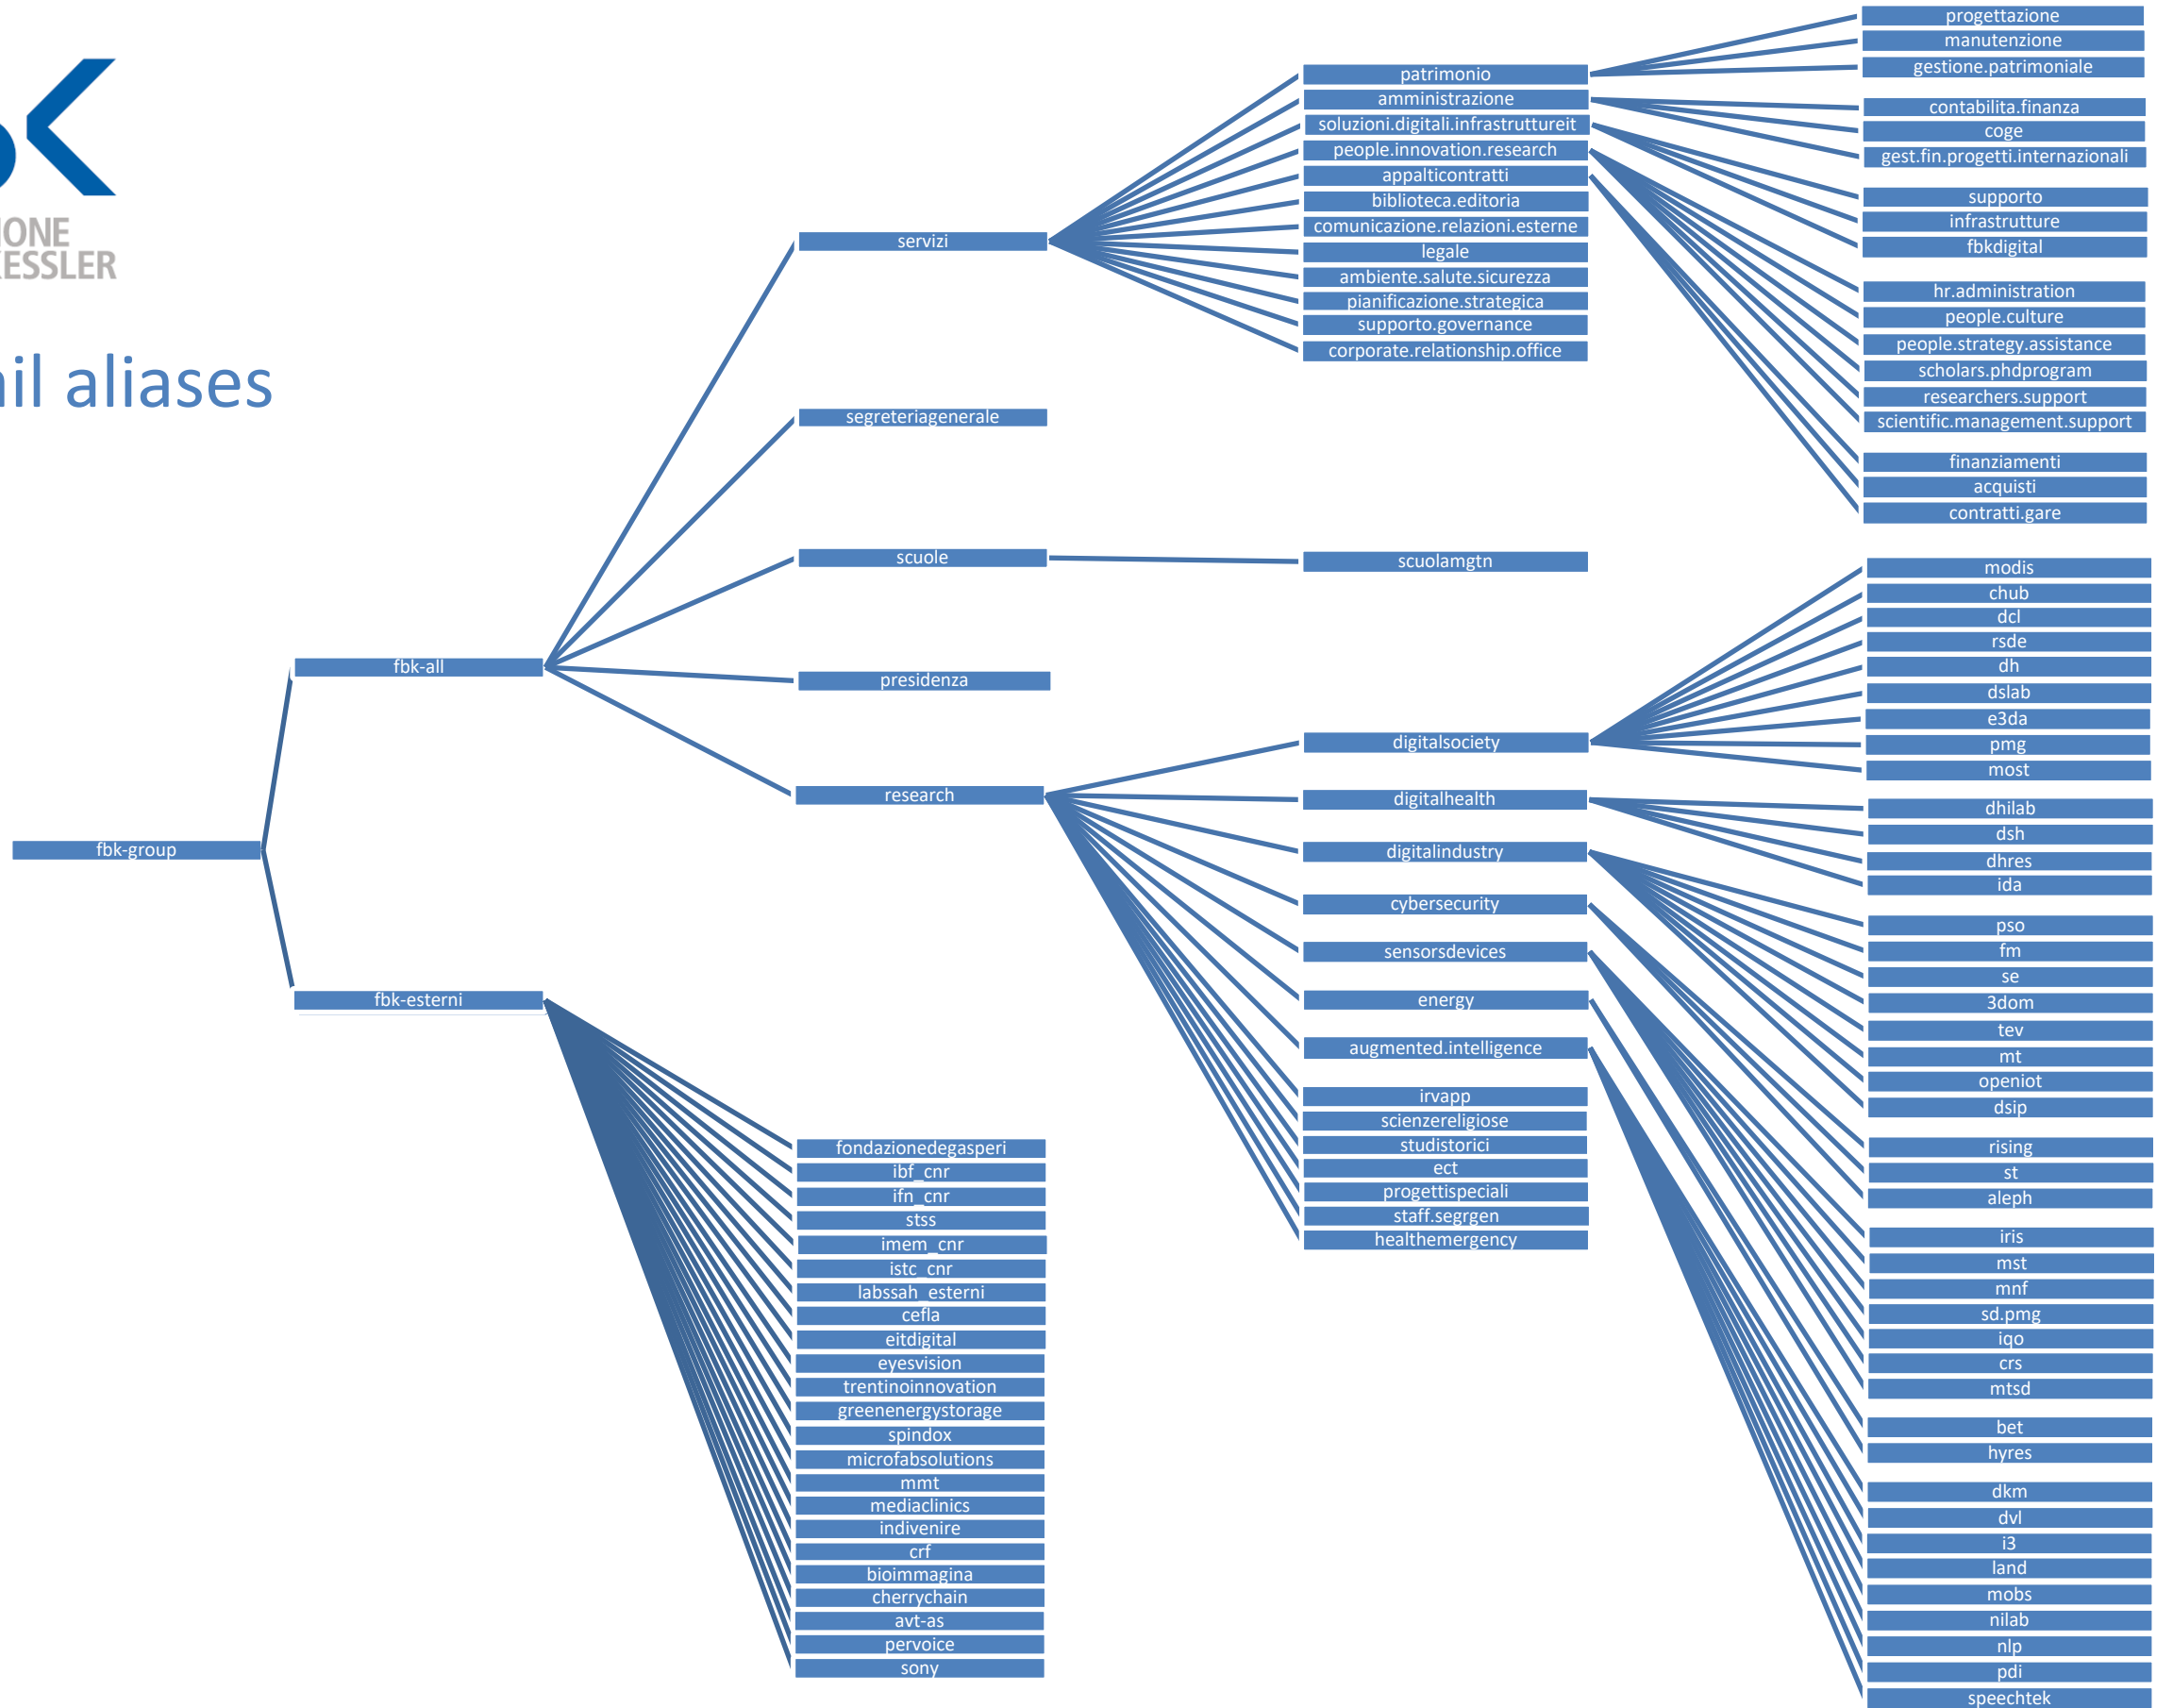 IONE
ESSLER
il aliases
fbk-group
fbk-all
fbk-esterni
servizi
segreteriagenerale
scuole
presidenza
research
fondazionedegasperi
ibf_cnr
ifn_cnr
stss
imem_cnr
istc_cnr
labssah_esterni
cefla
eitdigital
eyesvision
trentinoinnovation
greenenergystorage
spindox
microfabsolutions
mmt
mediaclinics
indivenire
crf
bioimmagina
cherrychain
avt-as
pervoice
sony
patrimonio
amministrazione
soluzioni.digitali.infrastruttureit
people.innovation.research
appalticontratti
biblioteca.editoria
comunicazione.relazioni.esterne
legale
ambiente.salute.sicurezza
pianificazione.strategica
supporto.governance
corporate.relationship.office
scuolamgtn
digitalsociety
digitalhealth
digitalindustry
cybersecurity
sensorsdevices
energy
augmented.intelligence
irvapp
scienzereligiose
studistorici
ect
progettispeciali
staff.segrgen
healthemergency
progettazione
manutenzione
gestione.patrimoniale
contabilita.finanza
coge
gest.fin.progetti.internazionali
supporto
infrastrutture
fbkdigital
hr.administration
people.culture
people.strategy.assistance
scholars.phdprogram
researchers.support
scientific.management.support
finanziamenti
acquisti
contratti.gare
modis
chub
dcl
rsde
dh
dslab
e3da
pmg
most
dhilab
dsh
dhres
ida
pso
fm
se
3dom
tev
mt
openiot
dsip
rising
st
aleph
iris
mst
mnf
sd.pmg
iqo
crs
mtsd
bet
hyres
dkm
dvl
i3
land
mobs
nilab
nlp
pdi
speechtek